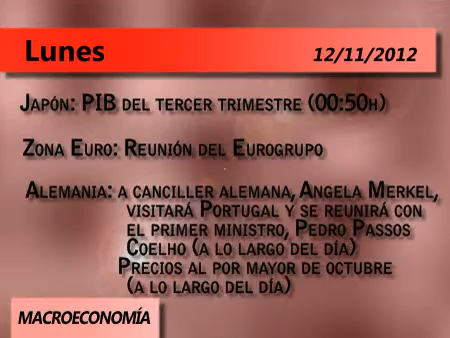 Lunes
12/11/2012
Japón: PIB del tercer trimestre (00:50h)
Zona Euro: Reunión del Eurogrupo
Alemania: a canciller alemana, Angela Merkel,
visitará Portugal y se reunirá con
el primer ministro, Pedro Passos
Coelho (a lo largo del día)
Precios al por mayor de octubre
(a lo largo del día)
MACROECONOMÍA